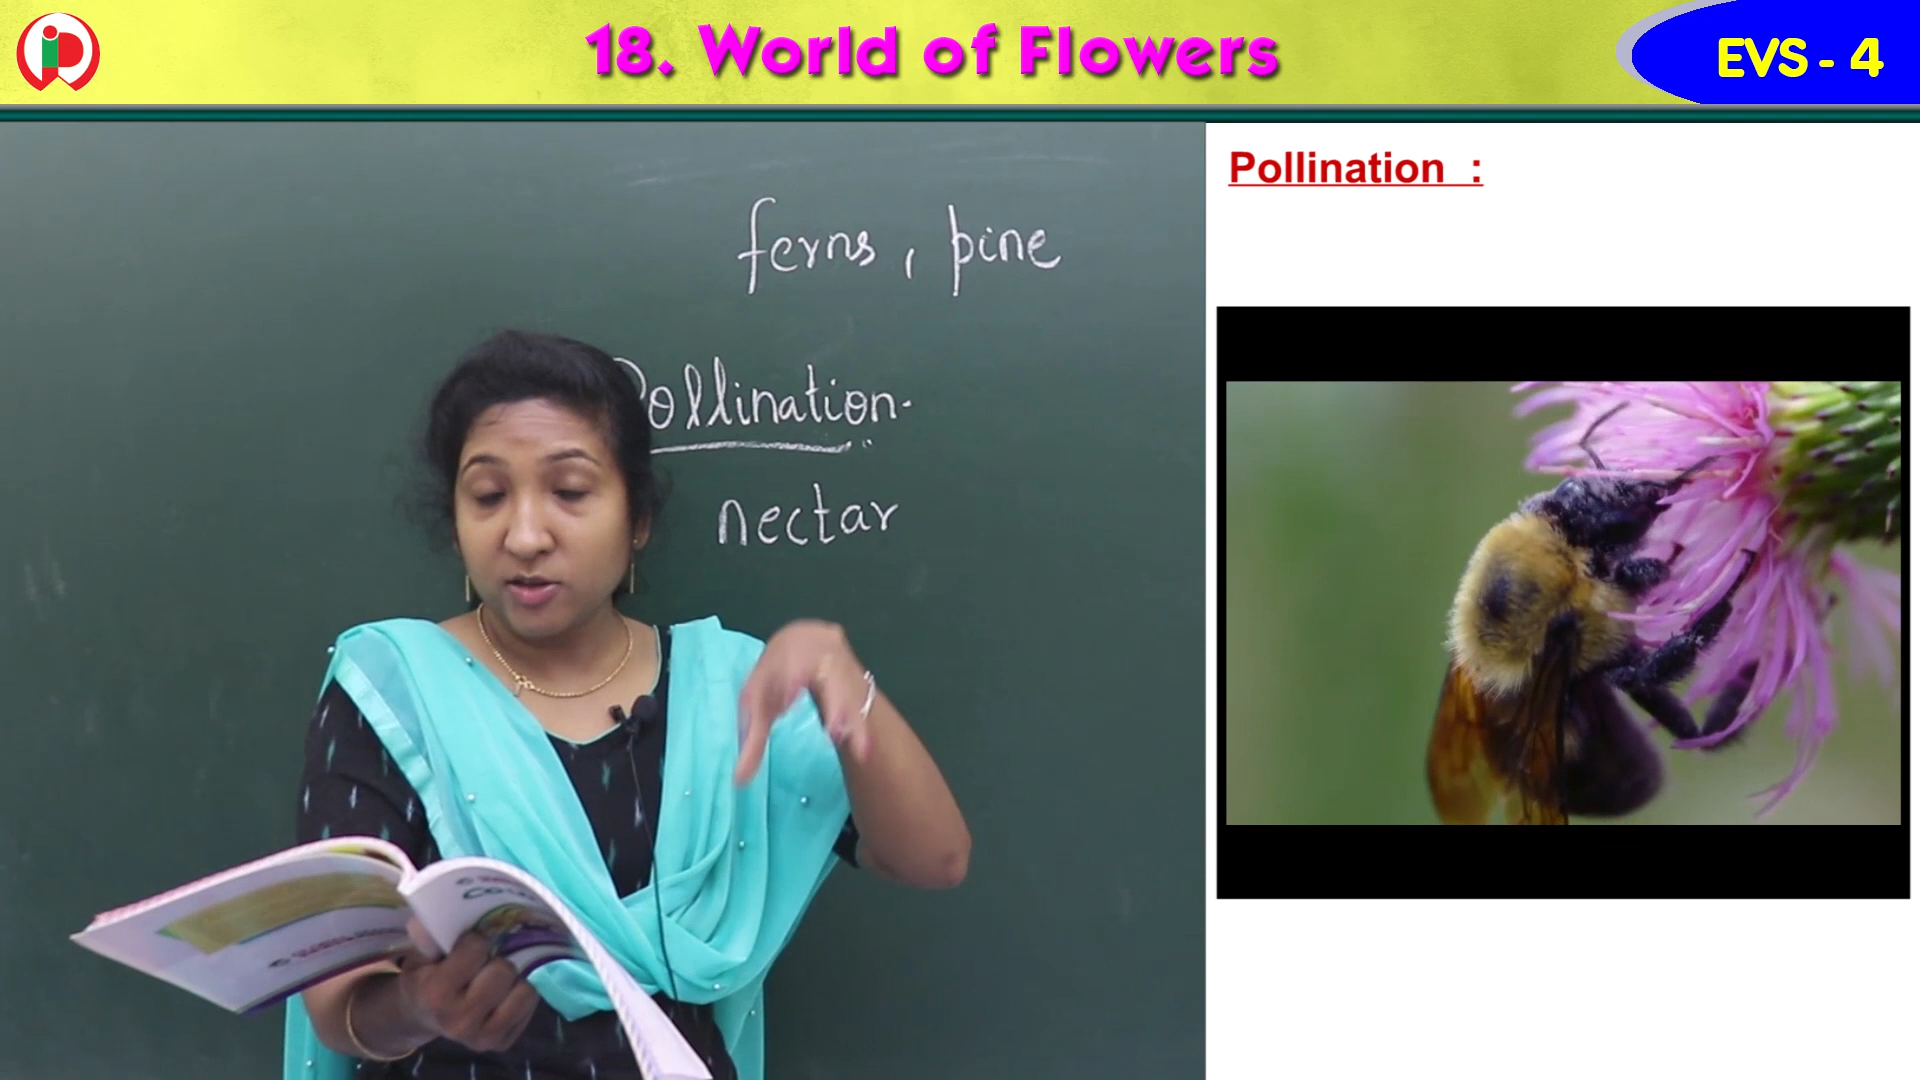 18. World of Flowers
EVS - 4
ferns, pine
Pollination.
nectar
Pollination :